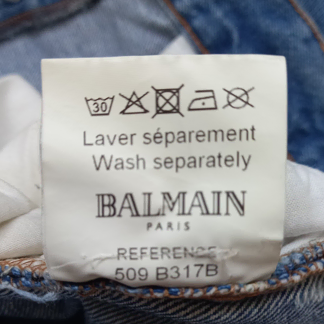 30
Laver séparement
Wash separately
BALMAIN
PARIS
REFERENCE
509 B317B